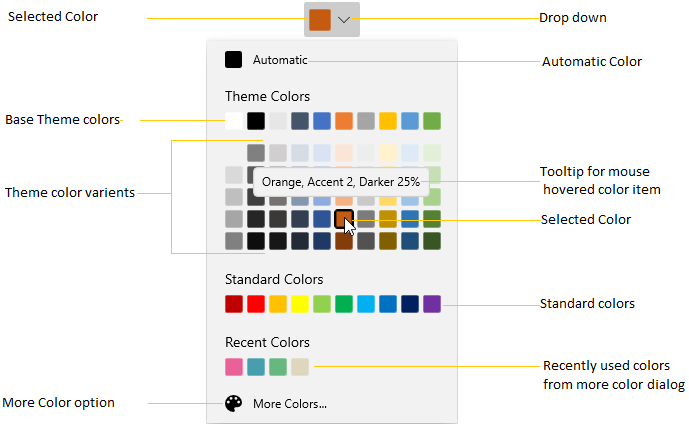 Selected Color
Drop down
Automatic
Automatic Color
Theme Colors
Base Theme colors
Orange, Accent 2, Darker 25%
Tooltip for mouse
hovered color item
Theme color varients
Selected Color
Standard Colors
Standard colors
Recent Colors
Recently used colors
from more color dialog
More Color option
More Colors...